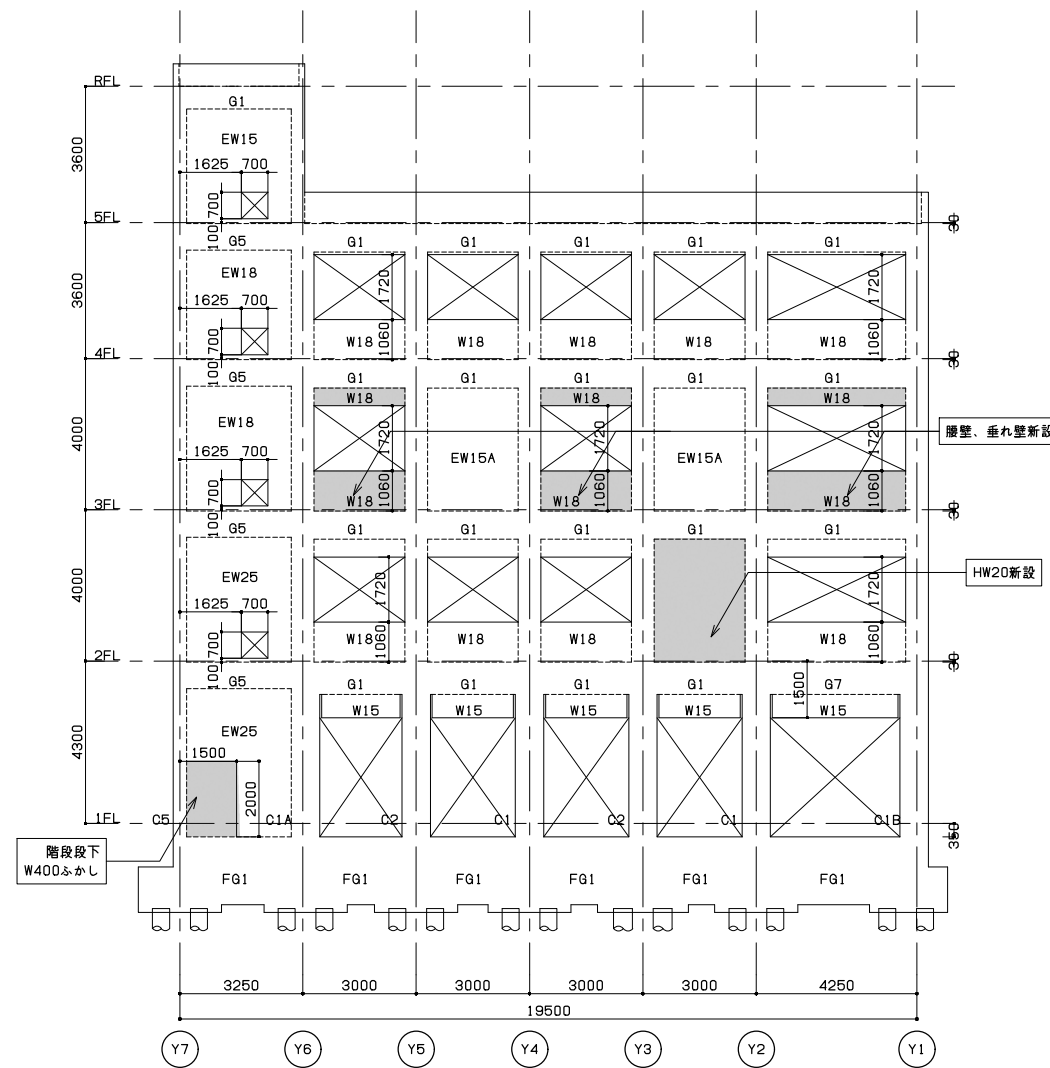 RFL
G1
EW15
3600
1625 700
700
100
5FL
30
G5
G1
G1
G1
G1
G1
EW18
3600
1625 700
1720
1720
700
100
W18
W18
W18
W18
W18
1060
1060
4FL
30
G5
G1
G1
G1
G1
G1
W18
W18
W18
EW18
4000
1720
1720
1720
腰壁、垂れ壁新設
1625 700
EW15A
EW15A
700
100
W18
W18
W18
1060
1060
1060
3FL
30
G5
G1
G1
G1
G1
G1
EW25
4000
1720
1720
HW20新設
1625 700
700
100
W18
W18
W18
W18
1060
1060
2FL
30
G5
G1
G1
G1
G1
G7
1500
W15
W15
W15
W15
W15
EW25
4300
1500
2000
1FL
C5
C1A
C2
C1
C2
C1
C1B
350
階段段下
W400ふかし
FG1
FG1
FG1
FG1
FG1
FG1
3250
3000
3000
3000
3000
4250
19500
Y7
Y6
Y5
Y4
Y3
Y2
Y1